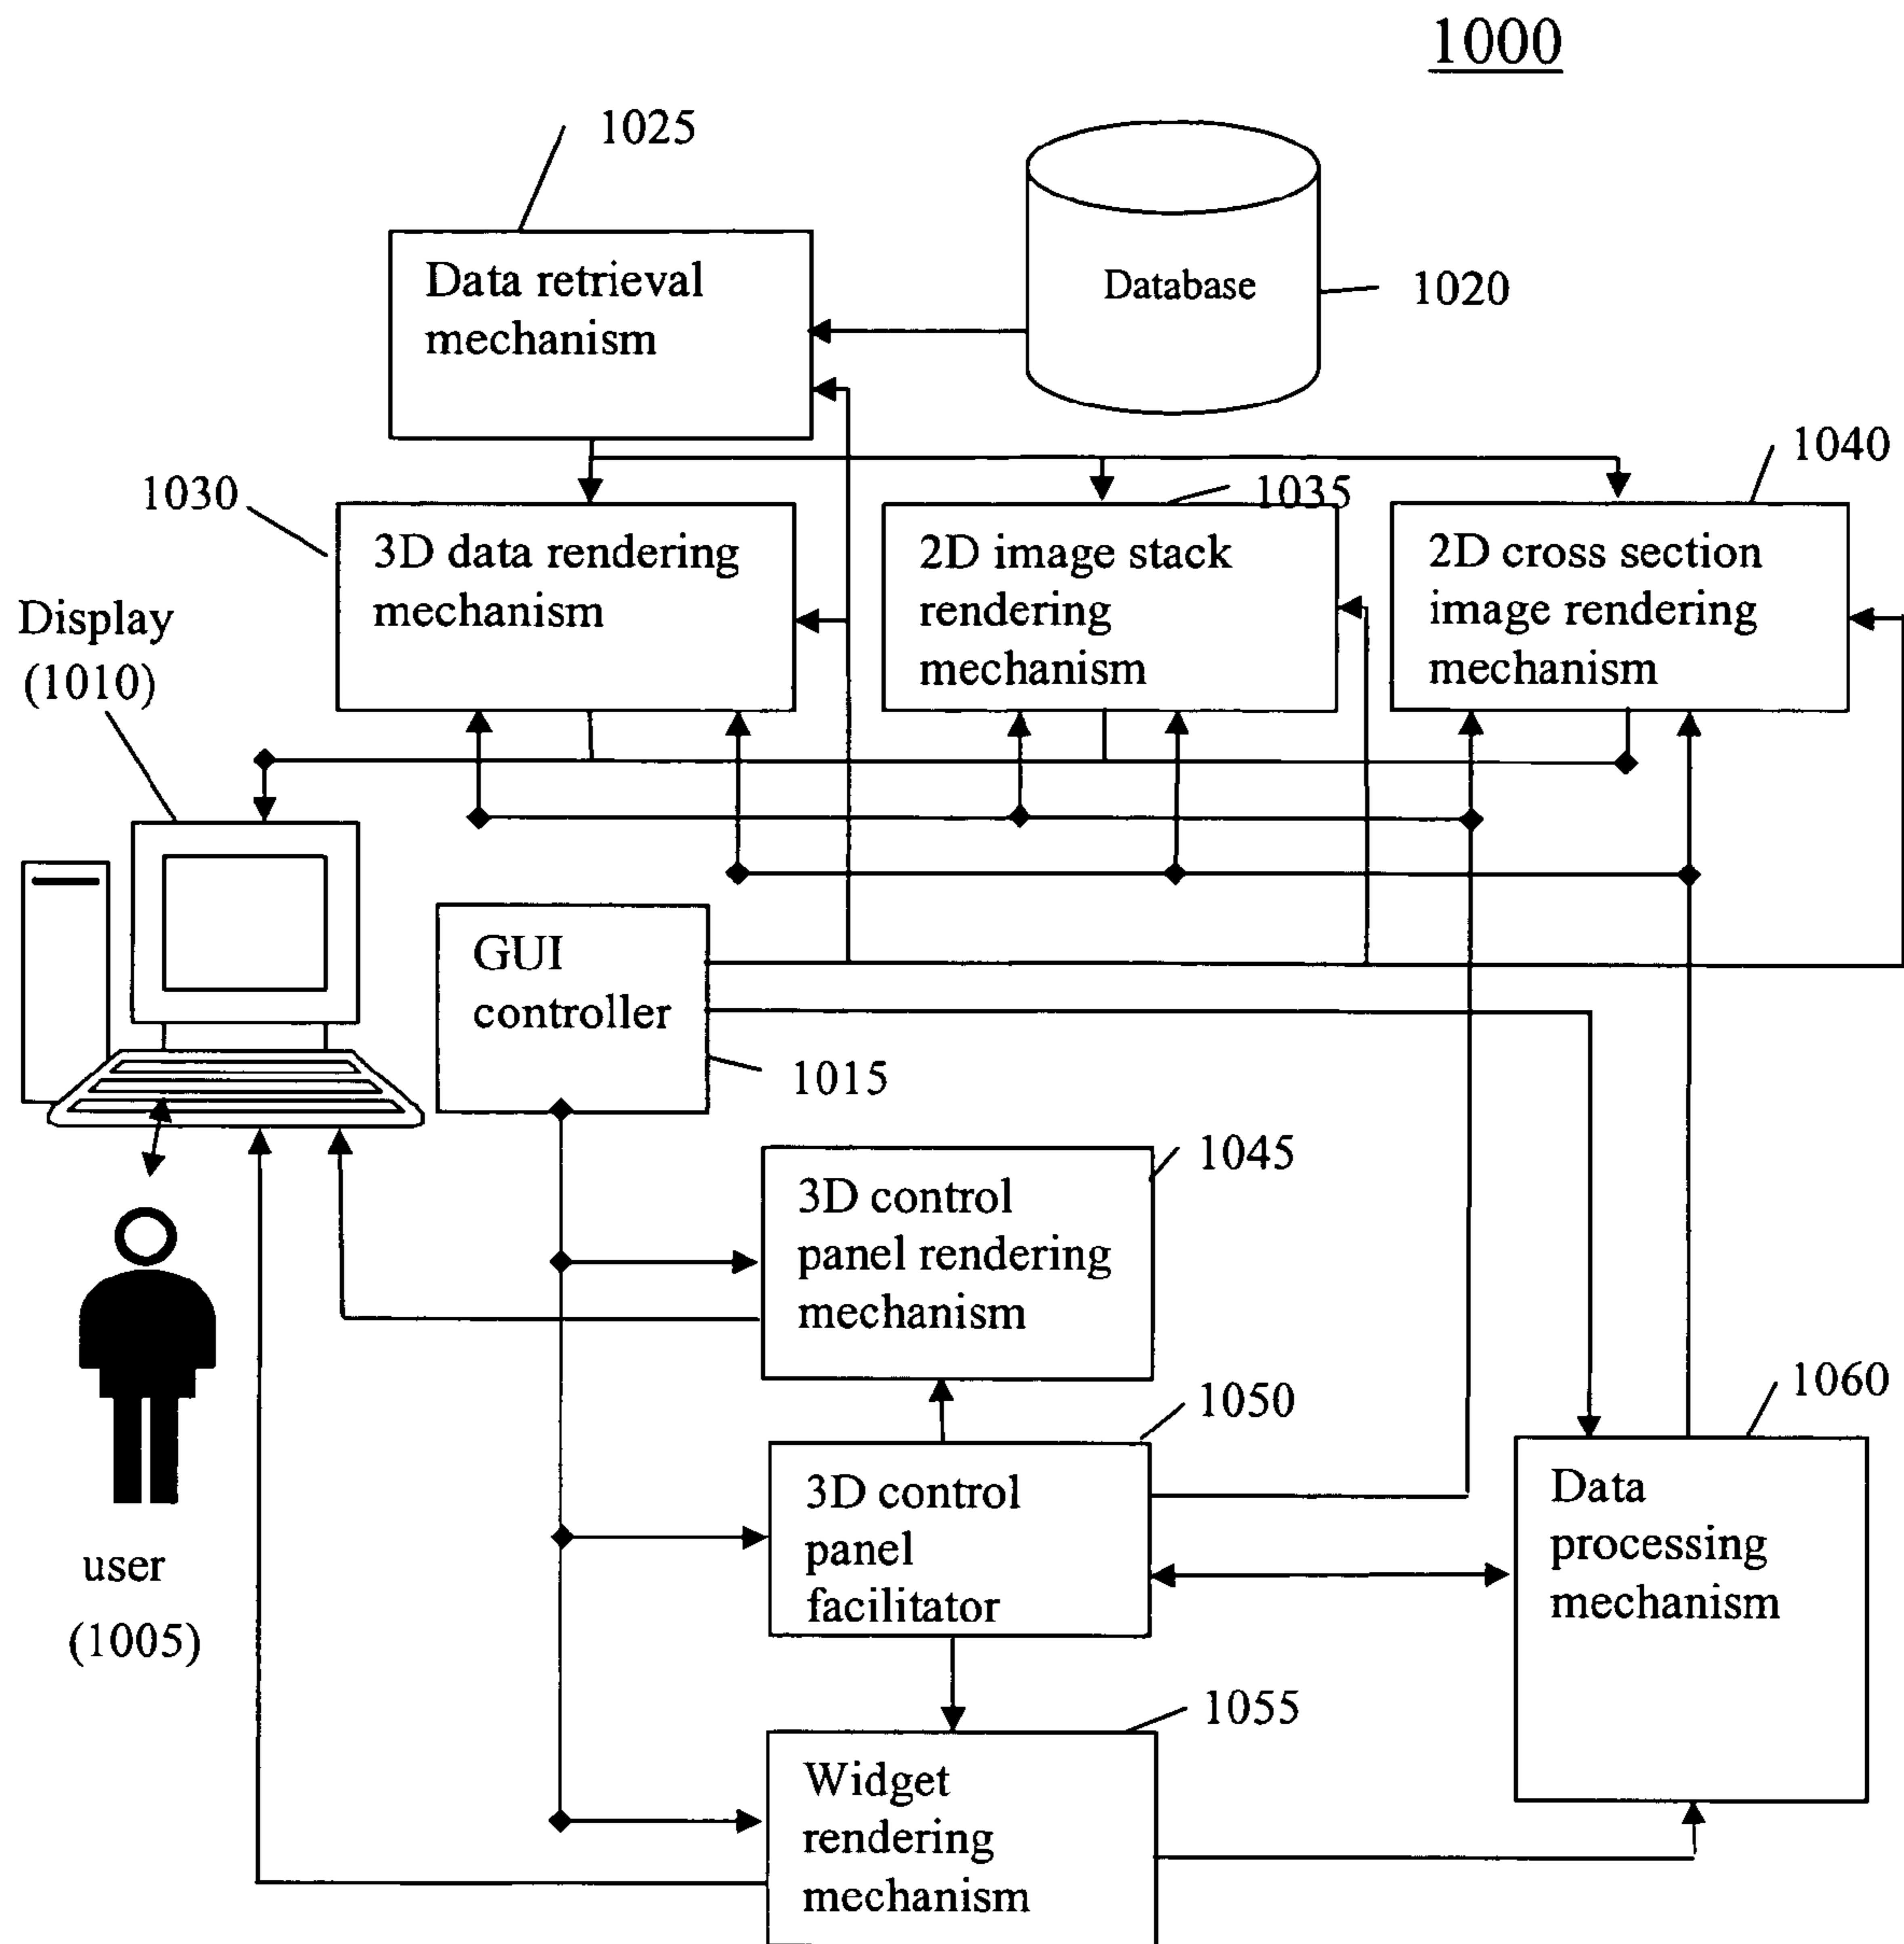 1000
1025
Data retrieval
mechanism
Database
1020
1040
1030
1035
3D data rendering
mechanism
2D image stack
rendering
mechanism
2D cross section
image rendering
mechanism
Display
(1010)
GUI
controller
1015
1045
3D control
panel rendering
mechanism
1050
1060
3D control
panel
facilitator
Data
processing
mechanism
user
(1005)
1055
Widget
rendering
mechanism